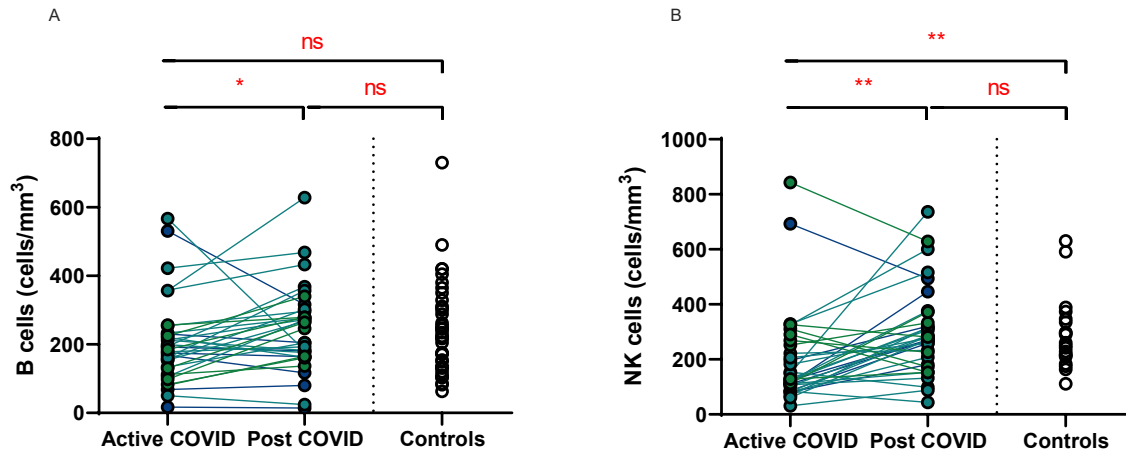 A
ns
*
ns
B cells (cells/mm³)
800
600
400
200
0
Active COVID
Post COVID
Controls
B
**
**
ns
NK cells (cells/mm³)
1000
800
600
400
200
0
Active COVID
Post COVID
Controls